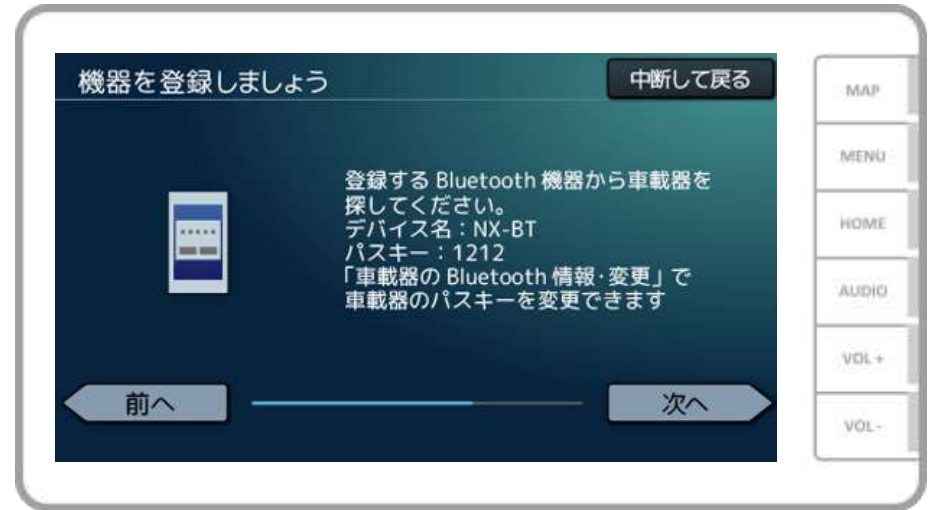 機器を登録しましょう
中断して戻る
登録する Bluetooth 機器から車載器を
探してください。
デバイス名：NX-BT
パスキー：1212
「車載器の Bluetooth 情報･変更」で
車載器のパスキーを変更できます
前へ
次へ
MAP
MENU
HOME
AUDIO
VOL +
VOL -